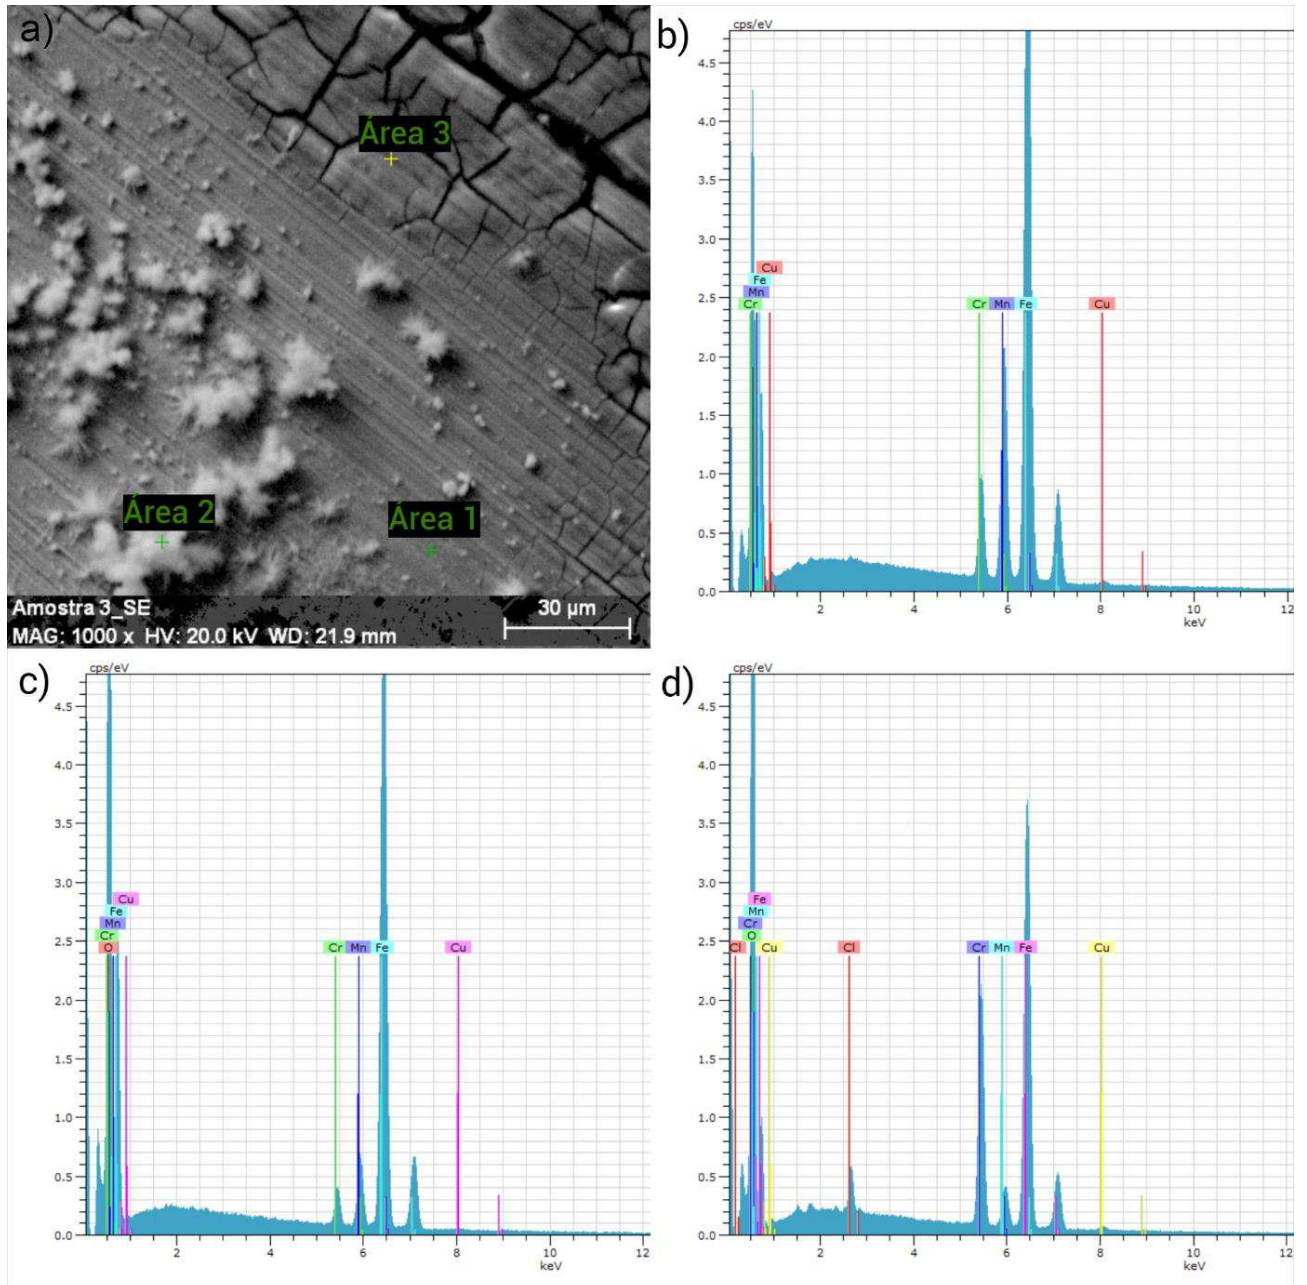 a)
Área 3
Área 2
Área 1
Amostra 3_SE
MAG: 1000 x HV: 20.0 kV WD: 21.9 mm
30 µm
b)
cps/eV
4.5
4.0
3.5
3.0
2.5
2.0
1.5
1.0
0.5
0.0
Cu
Fe
Mn
Cr
Cr Mn Fe Cu
2 4 6 8 10 12
keV
c)
cps/eV
4.5
4.0
3.5
3.0
2.5
2.0
1.5
1.0
0.5
0.0
Cu
Fe
Mn
Cr
O
Cr Mn Fe Cu
2 4 6 8 10 12
keV
d)
cps/eV
4.5
4.0
3.5
3.0
2.5
2.0
1.5
1.0
0.5
0.0
Fe
Mn
Cr
O
Cl Cu Cl Cr Mn Fe Cu
2 4 6 8 10 12
keV